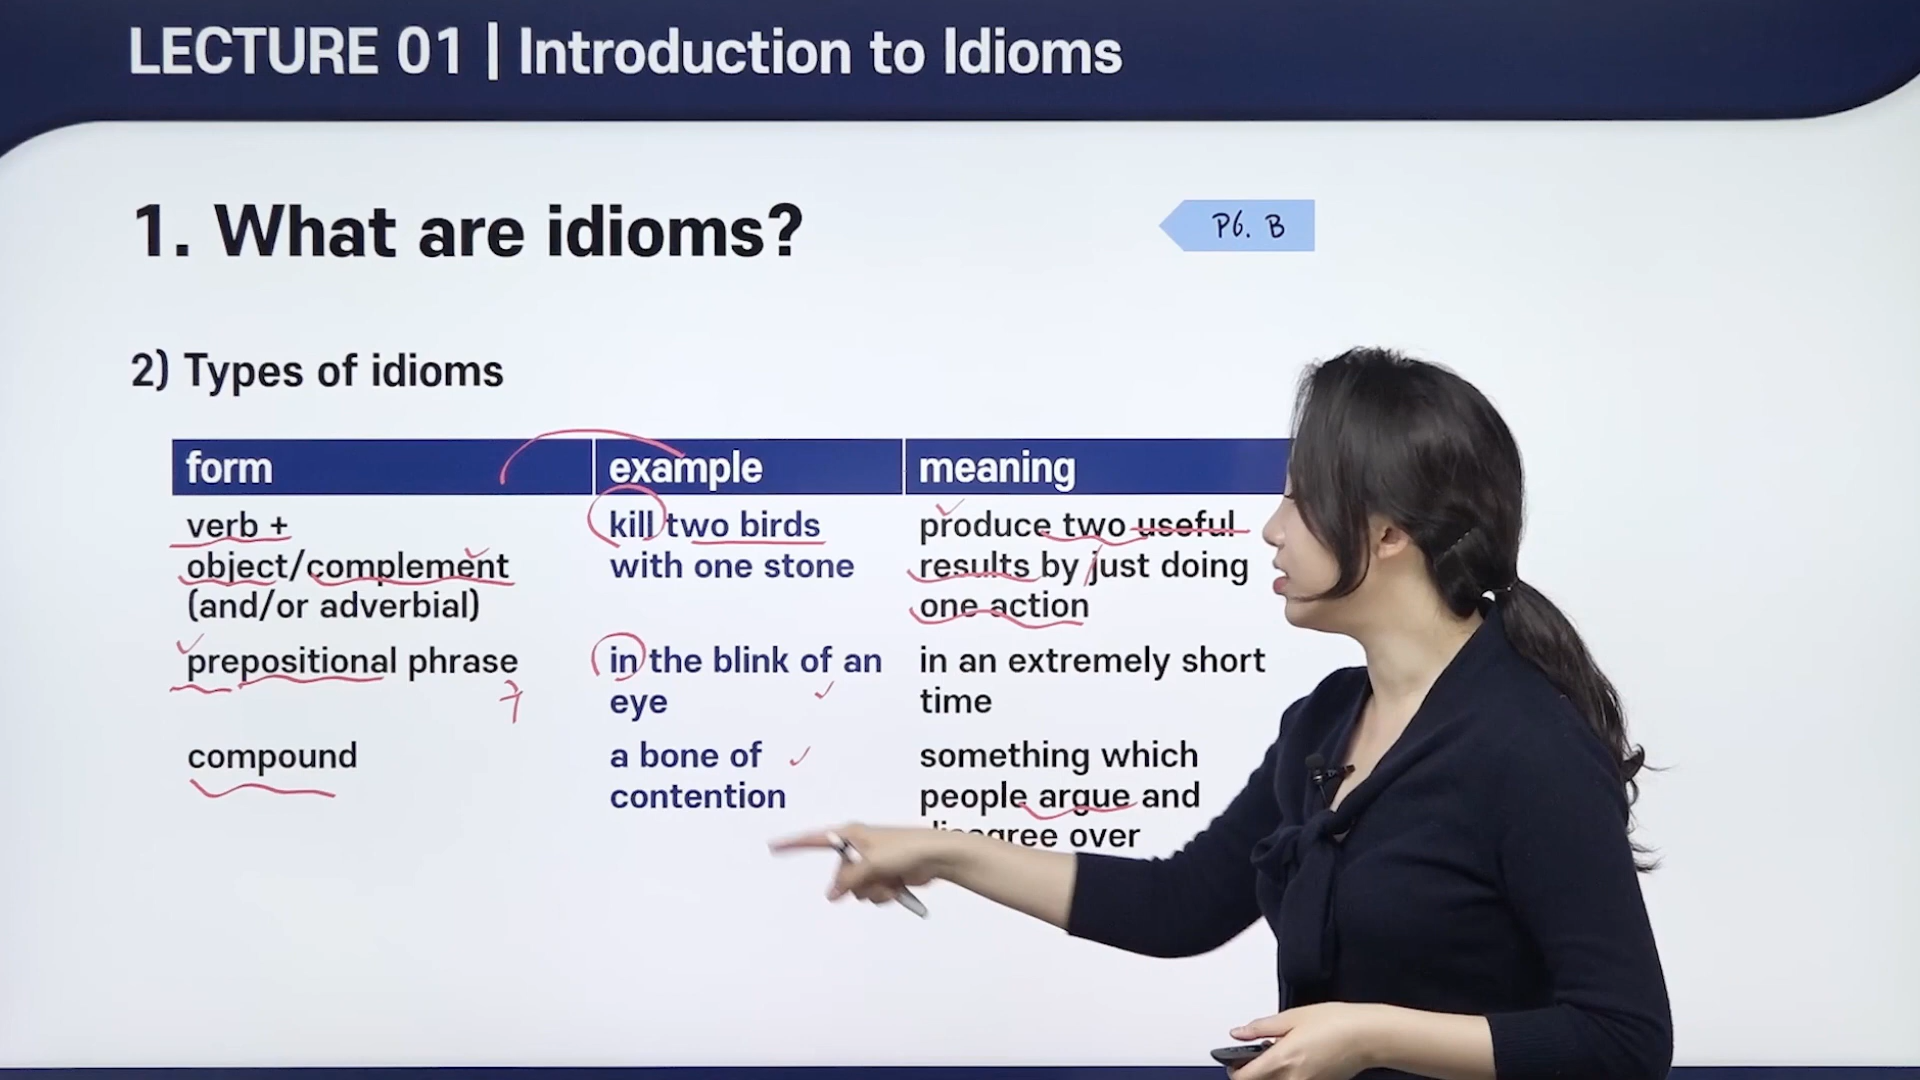 LECTURE 01 | Introduction to Idioms
1. What are idioms?
P6. B
2) Types of idioms
form
example
meaning
verb +
object/complement
(and/or adverbial)
kill two birds
with one stone
produce two useful
results by just doing
one action
prepositional phrase
in the blink of an
eye
in an extremely short
time
compound
a bone of
contention
something which
people argue and
over